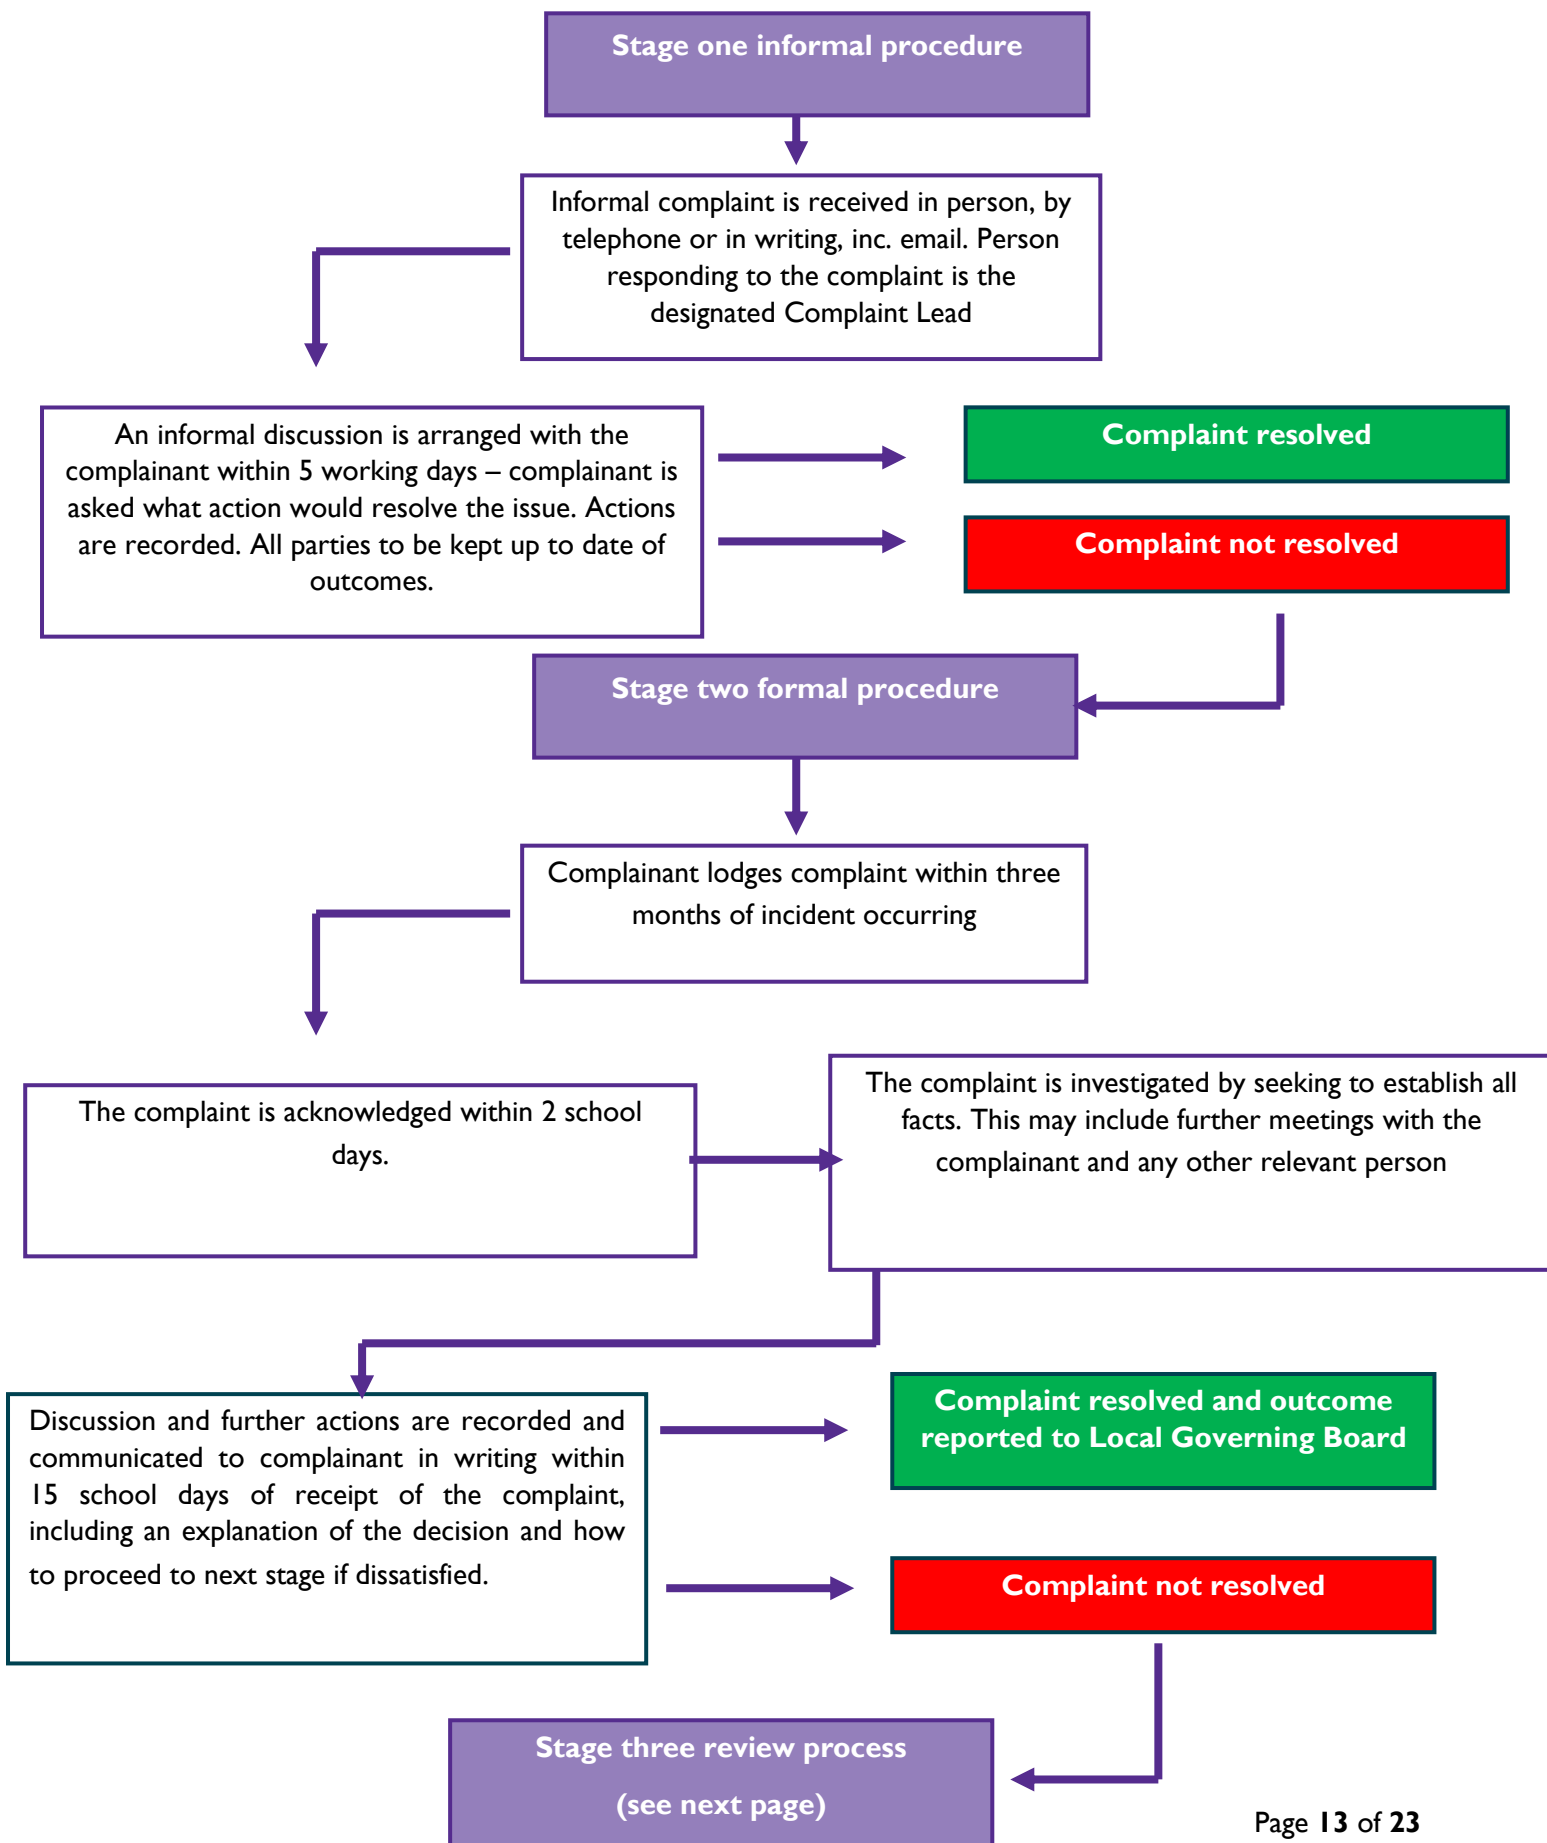 Stage one informal procedure
Informal complaint is received in person, by
telephone or in writing, inc. email. Person
responding to the complaint is the
designated Complaint Lead
An informal discussion is arranged with the
complainant within 5 working days – complainant is
asked what action would resolve the issue. Actions
are recorded. All parties to be kept up to date of
outcomes.
Complaint resolved
Complaint not resolved
Stage two formal procedure
Complainant lodges complaint within three
months of incident occurring
The complaint is acknowledged within 2 school
days.
The complaint is investigated by seeking to establish all
facts. This may include further meetings with the
complainant and any other relevant person
Discussion and further actions are recorded and
communicated to complainant in writing within
15 school days of receipt of the complaint,
including an explanation of the decision and how
to proceed to next stage if dissatisfied.
Complaint resolved and outcome
reported to Local Governing Board
Complaint not resolved
Stage three review process
(see next page)
Page 13 of 23